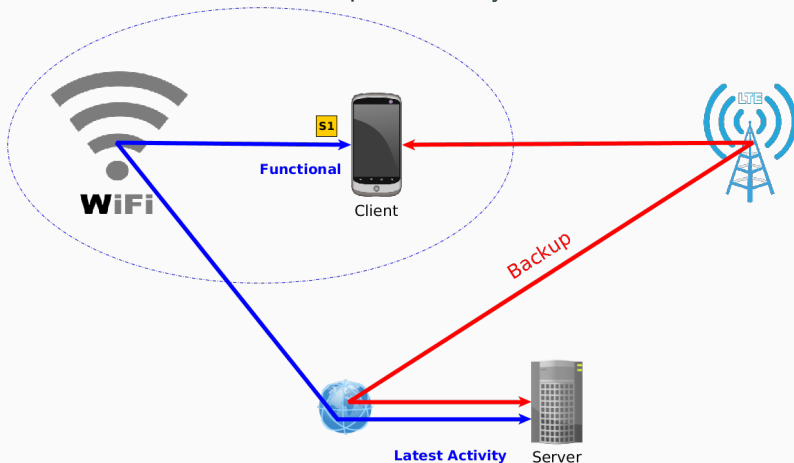 LTE
S1
Functional
WiFi
Client
Backup
Latest Activity
Server